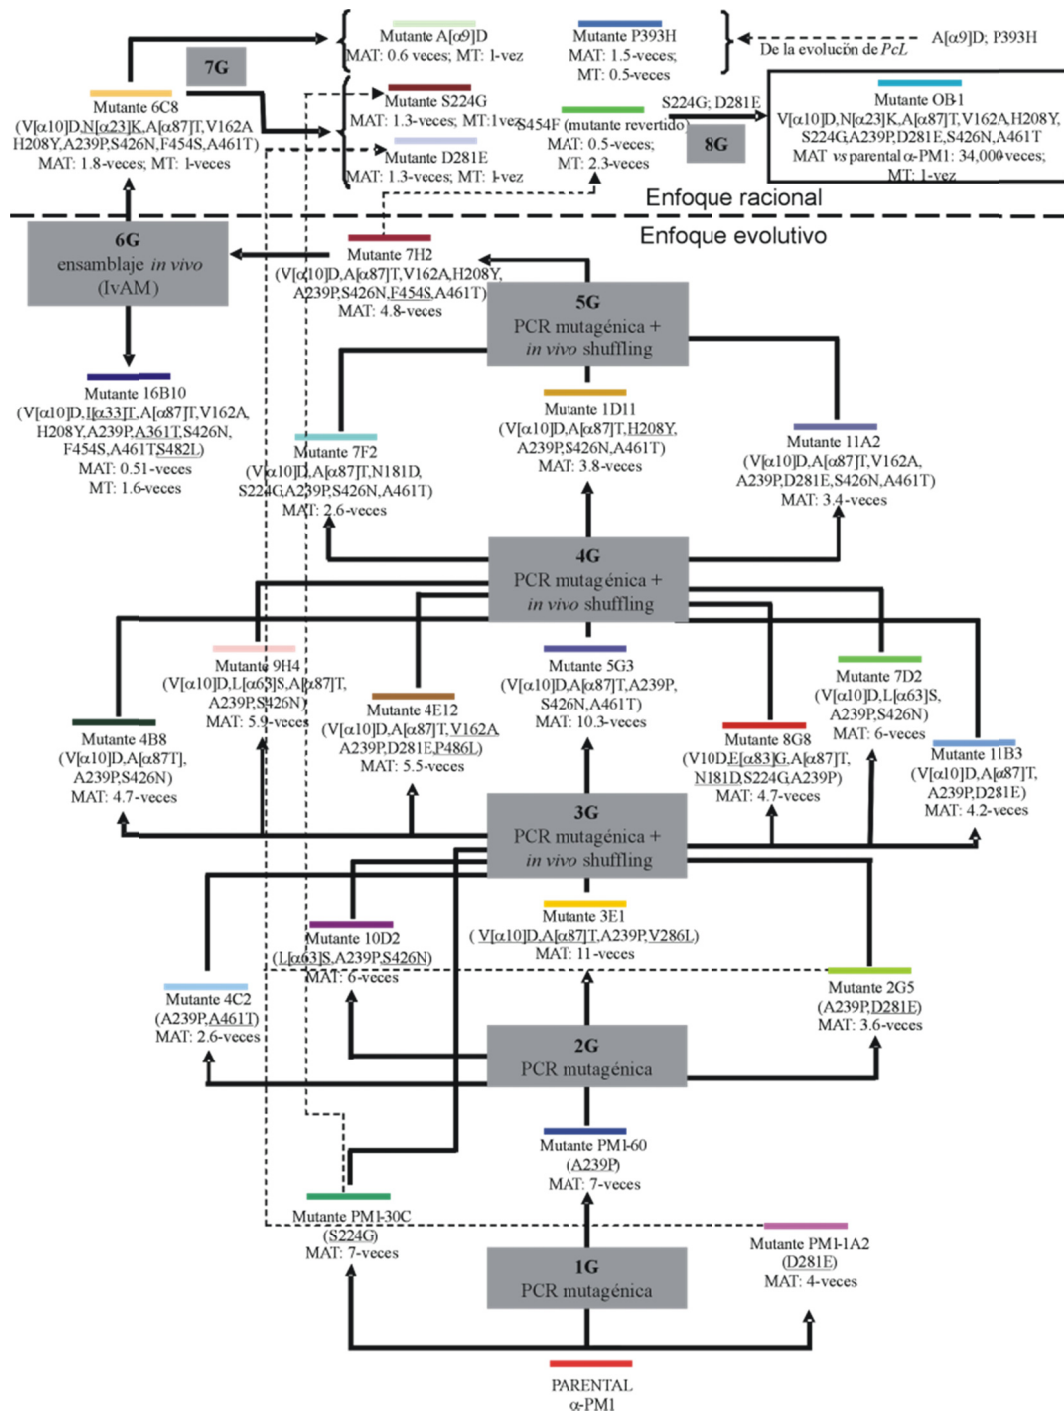 Mutante A[α9]D
MAT: 0.6 veces; MT: 1-vez
Mutante P393H
MAT: 1.5-veces;
MT: 0.5-veces
De la evolución de PcL
A[α9]D; P393H
7G
Mutante 6C8
(V[α10]D,N[α23]K,A[α87]T,V162A
H208Y,A239P,S426N,F454S,A461T)
MAT: 1.8-veces; MT: 1-veces
Mutante S224G
MAT: 1.3-veces; MT:1vez
Mutante D281E
MAT: 1.3-veces; MT: 1-vez
S454F (mutante revertido)
MAT: 0.5-veces;
MT: 2.3-veces
S224G; D281E
8G
Mutante OB-1
V[α10]D,N[α23]K,A[α87]T,V162A,H208Y,
S224G,A239P,D281E,S426N,A461T
MAT vs parental α-PM1: 34,000-veces;
MT: 1-vez
Enfoque racional
Enfoque evolutivo
6G
ensamblaje in vivo
(IvAM)
Mutante 7H2
(V[α10]D,A[α87]T,V162A,H208Y,
A239P,S426N,F454S,A461T)
MAT: 4.8-veces
5G
PCR mutagénica +
in vivo shuffling
Mutante 16B10
(V[α10]D,I[α33]T,A[α87]T,V162A,
H208Y,A239P,A361T,S426N,
F454S,A461T,S482L)
MAT: 0.51-veces
MT: 1.6-veces
Mutante 7F2
(V[α10]D,A[α87]T,N181D,
S224G,A239P,S426N,A461T)
MAT: 2.6-veces
Mutante 1D11
(V[α10]D,A[α87]T,H208Y,
A239P,S426N,A461T)
MAT: 3.8-veces
Mutante 11A2
(V[α10]D,A[α87]T,V162A,
A239P,D281E,S426N,A461T)
MAT: 3.4-veces
4G
PCR mutagénica +
in vivo shuffling
Mutante 9H4
(V[α10]D,L[α63]S,A[α87]T,
A239P,S426N)
MAT: 5.9-veces
Mutante 5G3
(V[α10]D,A[α87]T,A239P,
S426N,A461T)
MAT: 10.3-veces
Mutante 7D2
(V[α10]D,L[α63]S,
A239P,S426N)
MAT: 6-veces
Mutante 4B8
(V[α10]D,A[α87T],
A239P,S426N)
MAT: 4.7-veces
Mutante 4E12
(V[α10]D,A[α87]T,V162A,
A239P,D281E,P486L)
MAT: 5.5-veces
Mutante 8G8
(V10D,E[α83]G,A[α87]T,
N181D,S224G,A239P)
MAT: 4.7-veces
Mutante 11B3
(V[α10]D,A[α87]T,
A239P,D281E)
MAT: 4.2-veces
3G
PCR mutagénica +
in vivo shuffling
Mutante 10D2
(L[α63]S,A239P,S426N)
MAT: 6-veces
Mutante 3E1
( V[α10]D,A[α87]T,A239P,V286L)
MAT: 11-veces
Mutante 4C2
(A239P,A461T)
MAT: 2.6-veces
Mutante 2G5
(A239P,D281E)
MAT: 3.6-veces
2G
PCR mutagénica
Mutante PM1-60
(A239P)
MAT: 7-veces
Mutante PM1-30C
(S224G)
MAT: 7-veces
Mutante PM1-1A2
(D281E)
MAT: 4-veces
1G
PCR mutagénica
PARENTAL
α-PM1